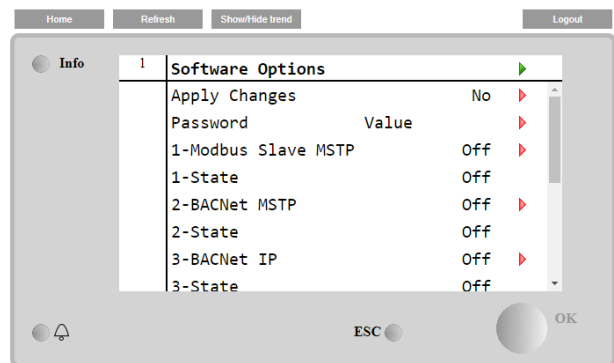 Home Refresh Show/Hide trend Logout
Info
1 Software Options
Apply Changes No
Password Value
1-Modbus Slave MSTP Off
1-State Off
2-BACNet MSTP Off
2-State Off
3-BACNet IP Off
3-State Off
ESC OK